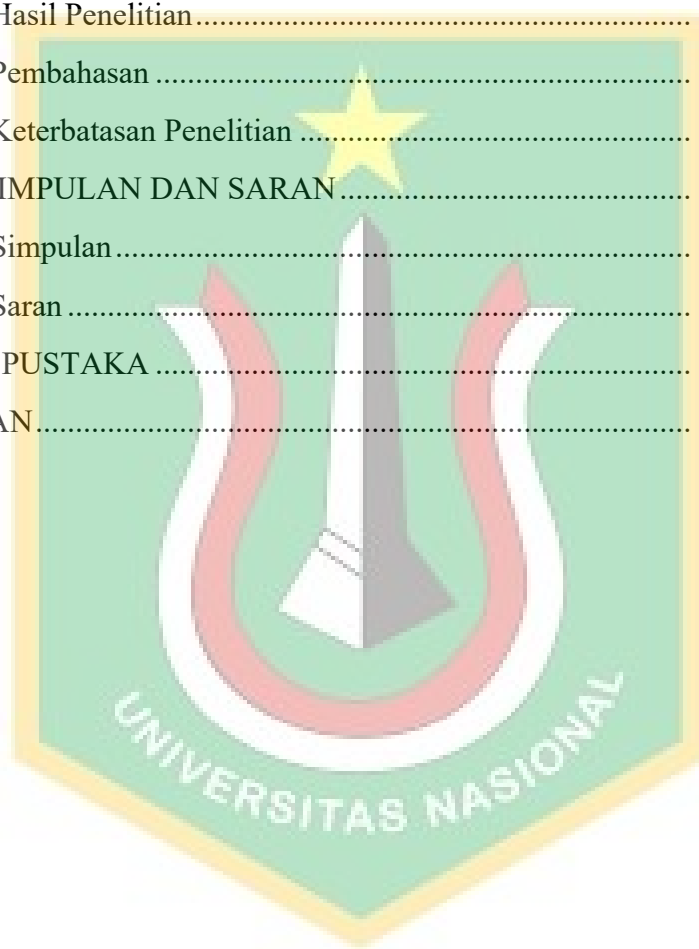 Hasil Penelitian..............................................................
Pembahasan ..................................................................
Keterbatasan Penelitian ................................................
IMPULAN DAN SARAN...........................................
Simpulan.......................................................................
Saran .............................................................................
PUSTAKA ..................................................................
AN.................................................................................
UNIVERSITAS NASIONAL